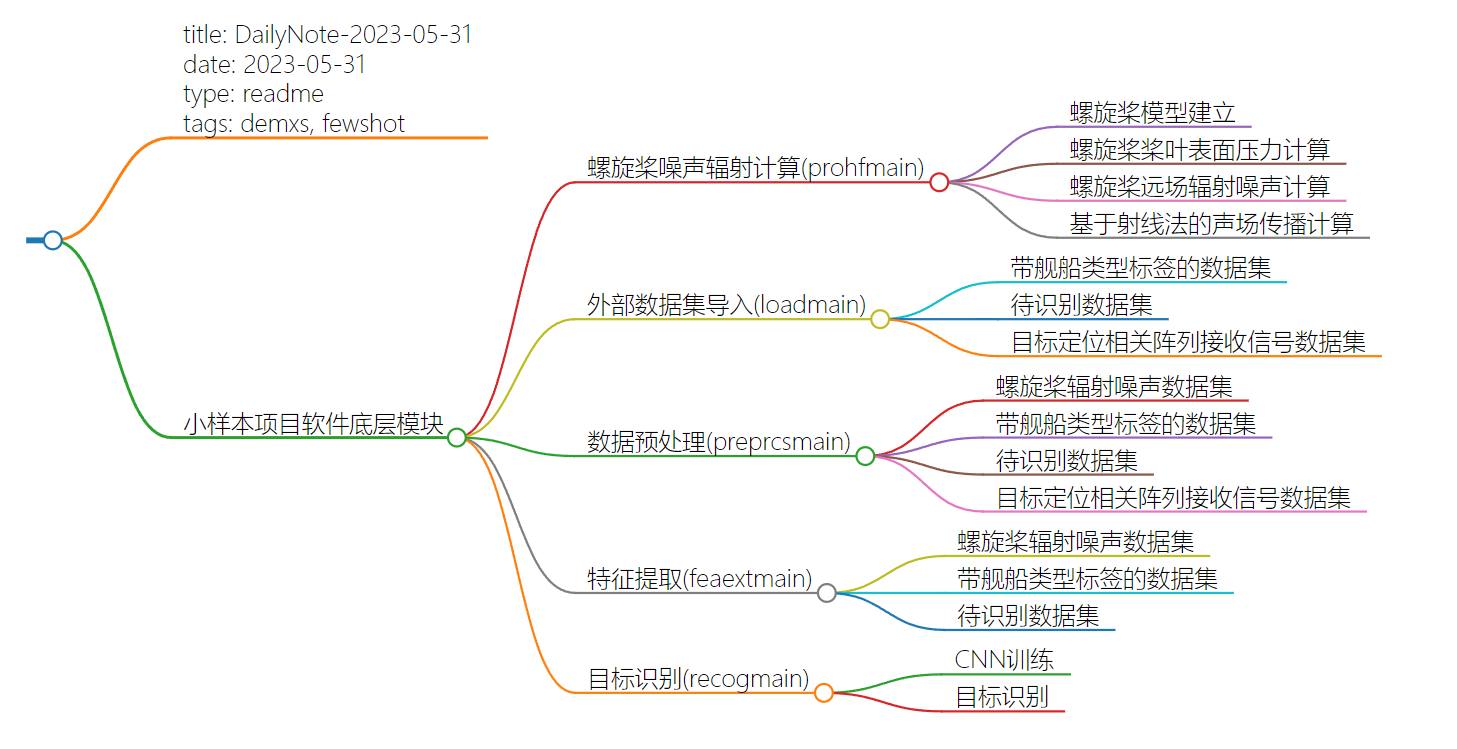 title: DailyNote-2023-05-31
date: 2023-05-31
type: readme
tags: demxs, fewshot
小样本项目软件底层模块
螺旋桨噪声辐射计算(prohfmain)
螺旋桨模型建立
螺旋桨桨叶表面压力计算
螺旋桨远场辐射噪声计算
基于射线法的声场传播计算
外部数据集导入(loadmain)
带舰船类型标签的数据集
待识别数据集
目标定位相关阵列接收信号数据集
数据预处理(preprcsmain)
螺旋桨辐射噪声数据集
带舰船类型标签的数据集
待识别数据集
目标定位相关阵列接收信号数据集
特征提取(feaextmain)
螺旋桨辐射噪声数据集
带舰船类型标签的数据集
待识别数据集
目标识别(recogmain)
CNN训练
目标识别